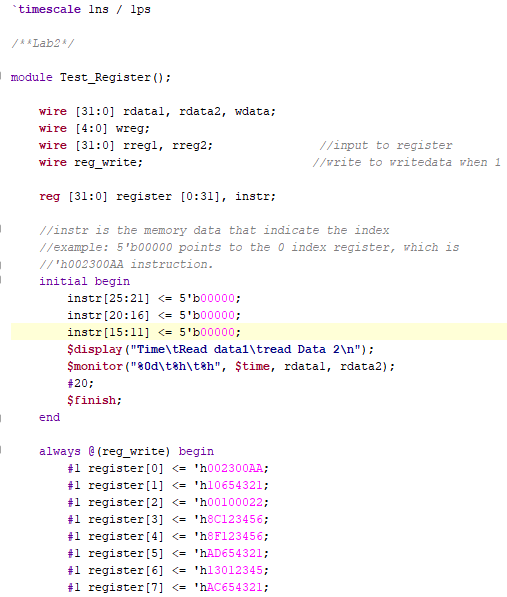 `timescale 1ns / 1ps
/**Lab2*/
module Test_Register();
wire [31:0] rdata1, rdata2, wdata;
wire [4:0] wreg;
wire [31:0] rreg1, rreg2; //input to register
wire reg_write; //write to writedata when 1
reg [31:0] register [0:31], instr;
//instr is the memory data that indicate the index
//example: 5'b00000 points to the 0 index register, which is
//'h002300AA instruction.
initial begin
instr[25:21] <= 5'b00000;
instr[20:16] <= 5'b00000;
instr[15:11] <= 5'b00000;
$display("Time\tRead data1\tread Data 2\n");
$monitor("%0d\t%h\t%h", $time, rdata1, rdata2);
#20;
$finish;
end
always @(reg_write) begin
#1 register[0] <= 'h002300AA;
#1 register[1] <= 'h10654321;
#1 register[2] <= 'h00100022;
#1 register[3] <= 'h8C123456;
#1 register[4] <= 'h8F123456;
#1 register[5] <= 'hAD654321;
#1 register[6] <= 'h13012345;
#1 register[7] <= 'hAC654321;